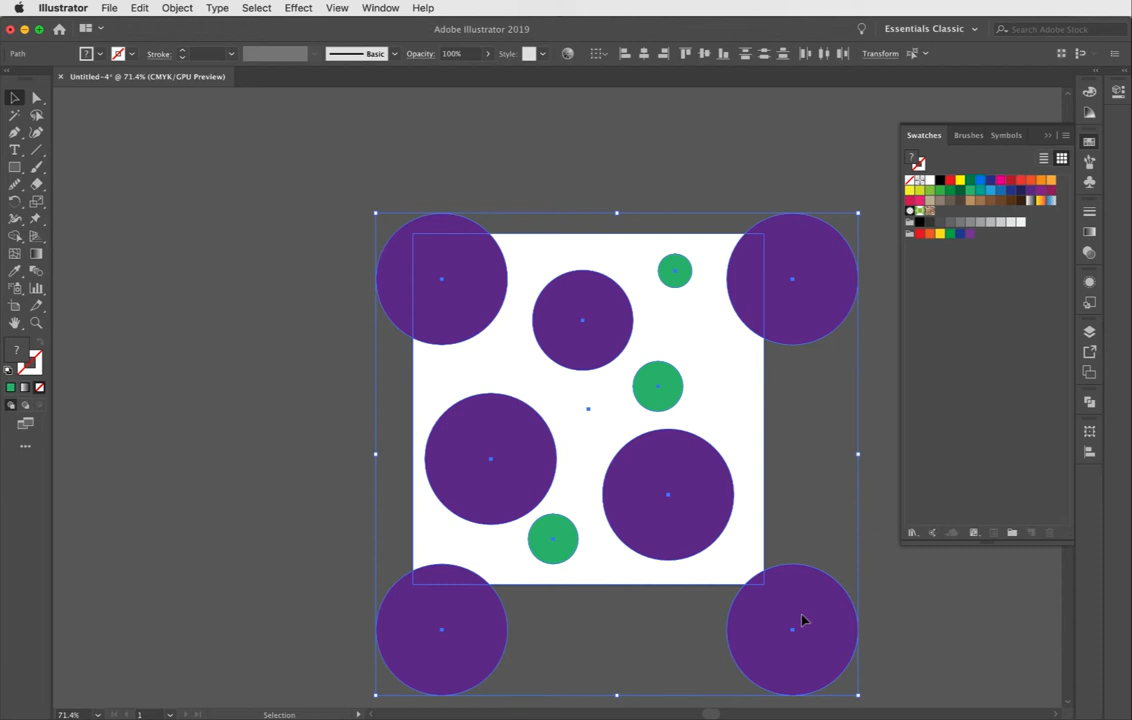 Illustrator File Edit Object Type Select Effect View Window Help
Adobe Illustrator 2019
Essentials Classic
Search Adobe Stock
Path
?
Stroke:
Basic
Opacity: 100%
Style:
Transform
× Untitled-4* @ 71.4% (CMYK/GPU Preview)
Swatches Brushes Symbols
?
?
71.4%
1
Selection